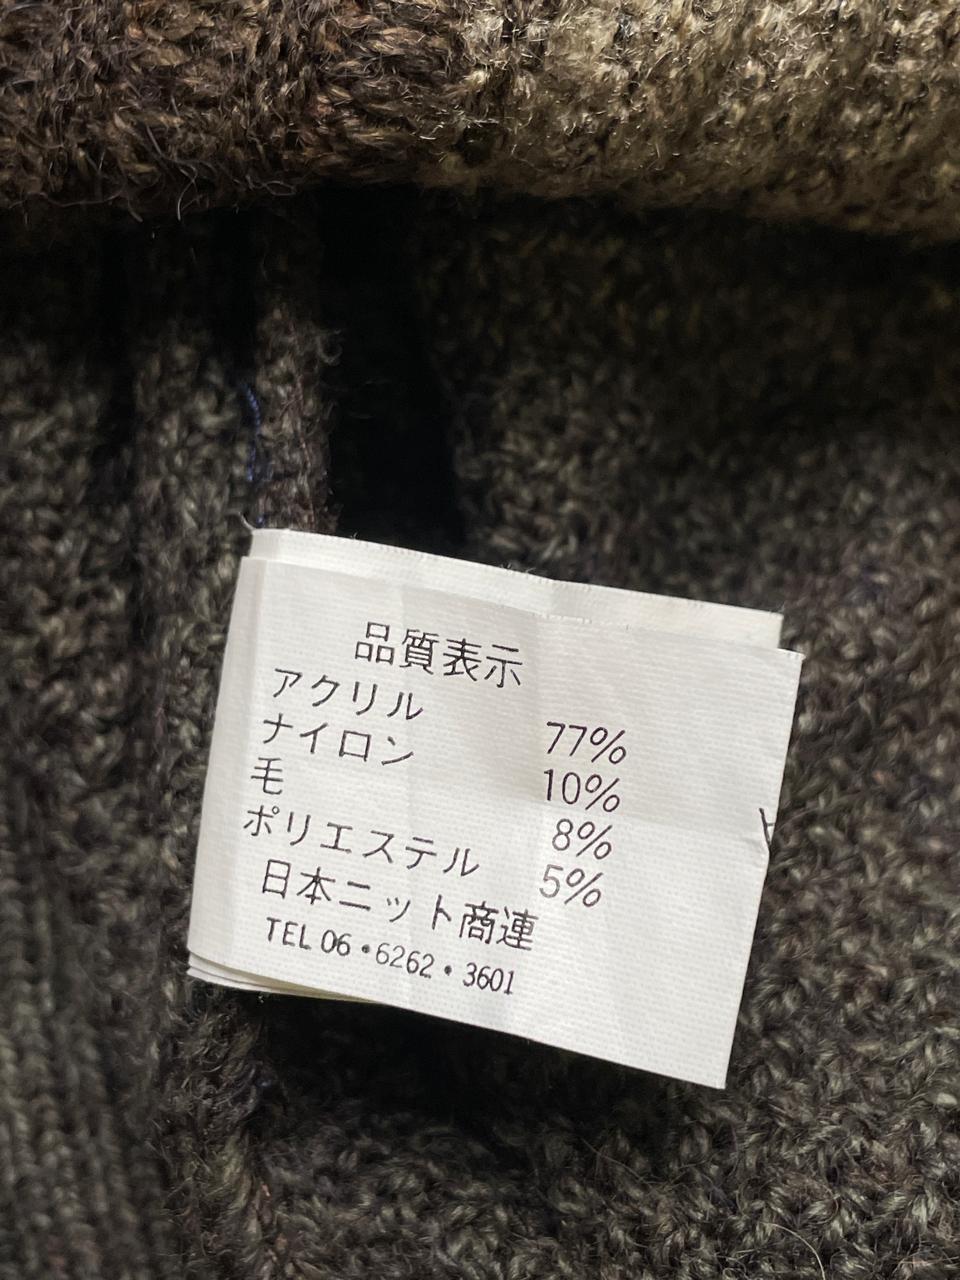 品質表示
アクリル 77%
ナイロン 10%
毛 8%
ポリエステル 5%
日本ニット商連
TEL 06・6262・3601